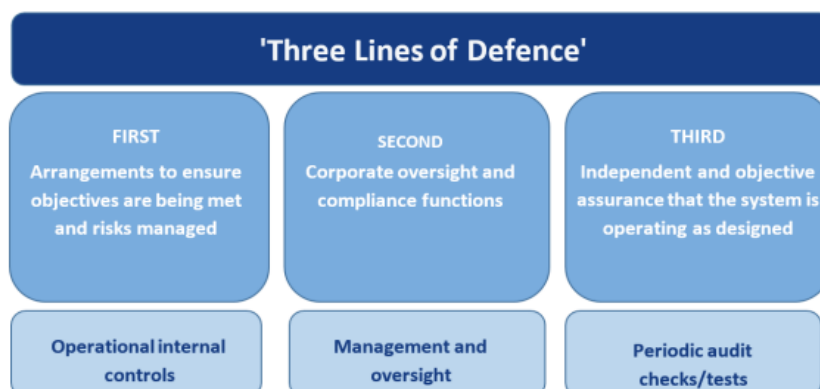 'Three Lines of Defence'
FIRST
Arrangements to ensure
objectives are being met
and risks managed
SECOND
Corporate oversight and
compliance functions
THIRD
Independent and objective
assurance that the system is
operating as designed
Operational internal
controls
Management and
oversight
Periodic audit
checks/tests